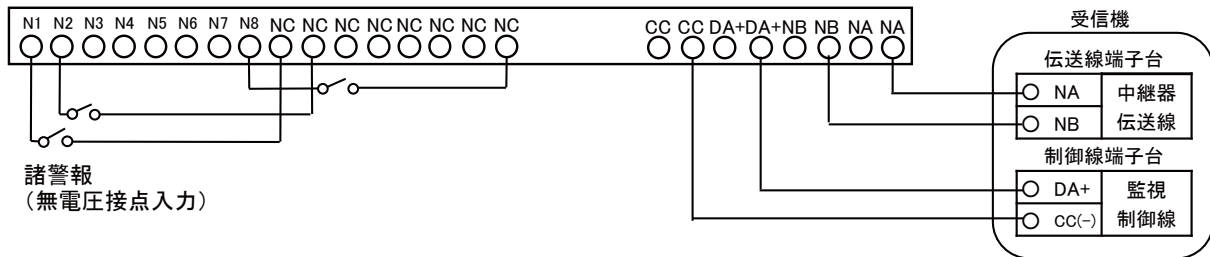 N1 N2 N3 N4 N5 N6 N7 N8 NC NC NC NC NC NC NC NC CC CC DA+ DA+ NB NB NA NA
受信機
伝送線端子台
NA 中継器
NB 伝送線
制御線端子台
DA+ 監視
CC(-) 制御線
諸警報
(無電圧接点入力)